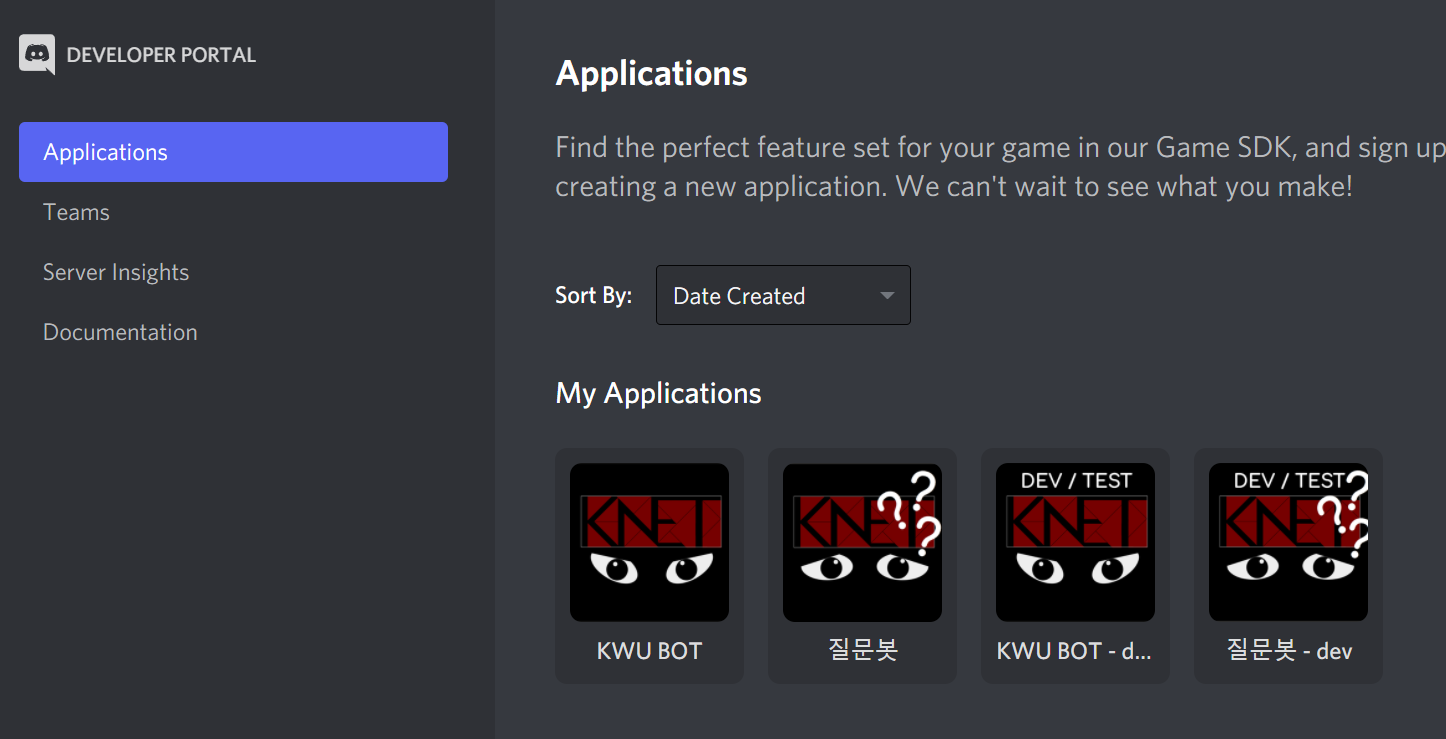 DEVELOPER PORTAL
Applications
Teams
Server Insights
Documentation
Applications
Find the perfect feature set for your game in our Game SDK, and sign up
creating a new application. We can't wait to see what you make!
Sort By:
Date Created
My Applications
KNET
KWU BOT
???
KNET
질문봇
DEV / TEST
KNET
KWU BOT - d...
DEV / TEST???
KNET
질문봇 - dev